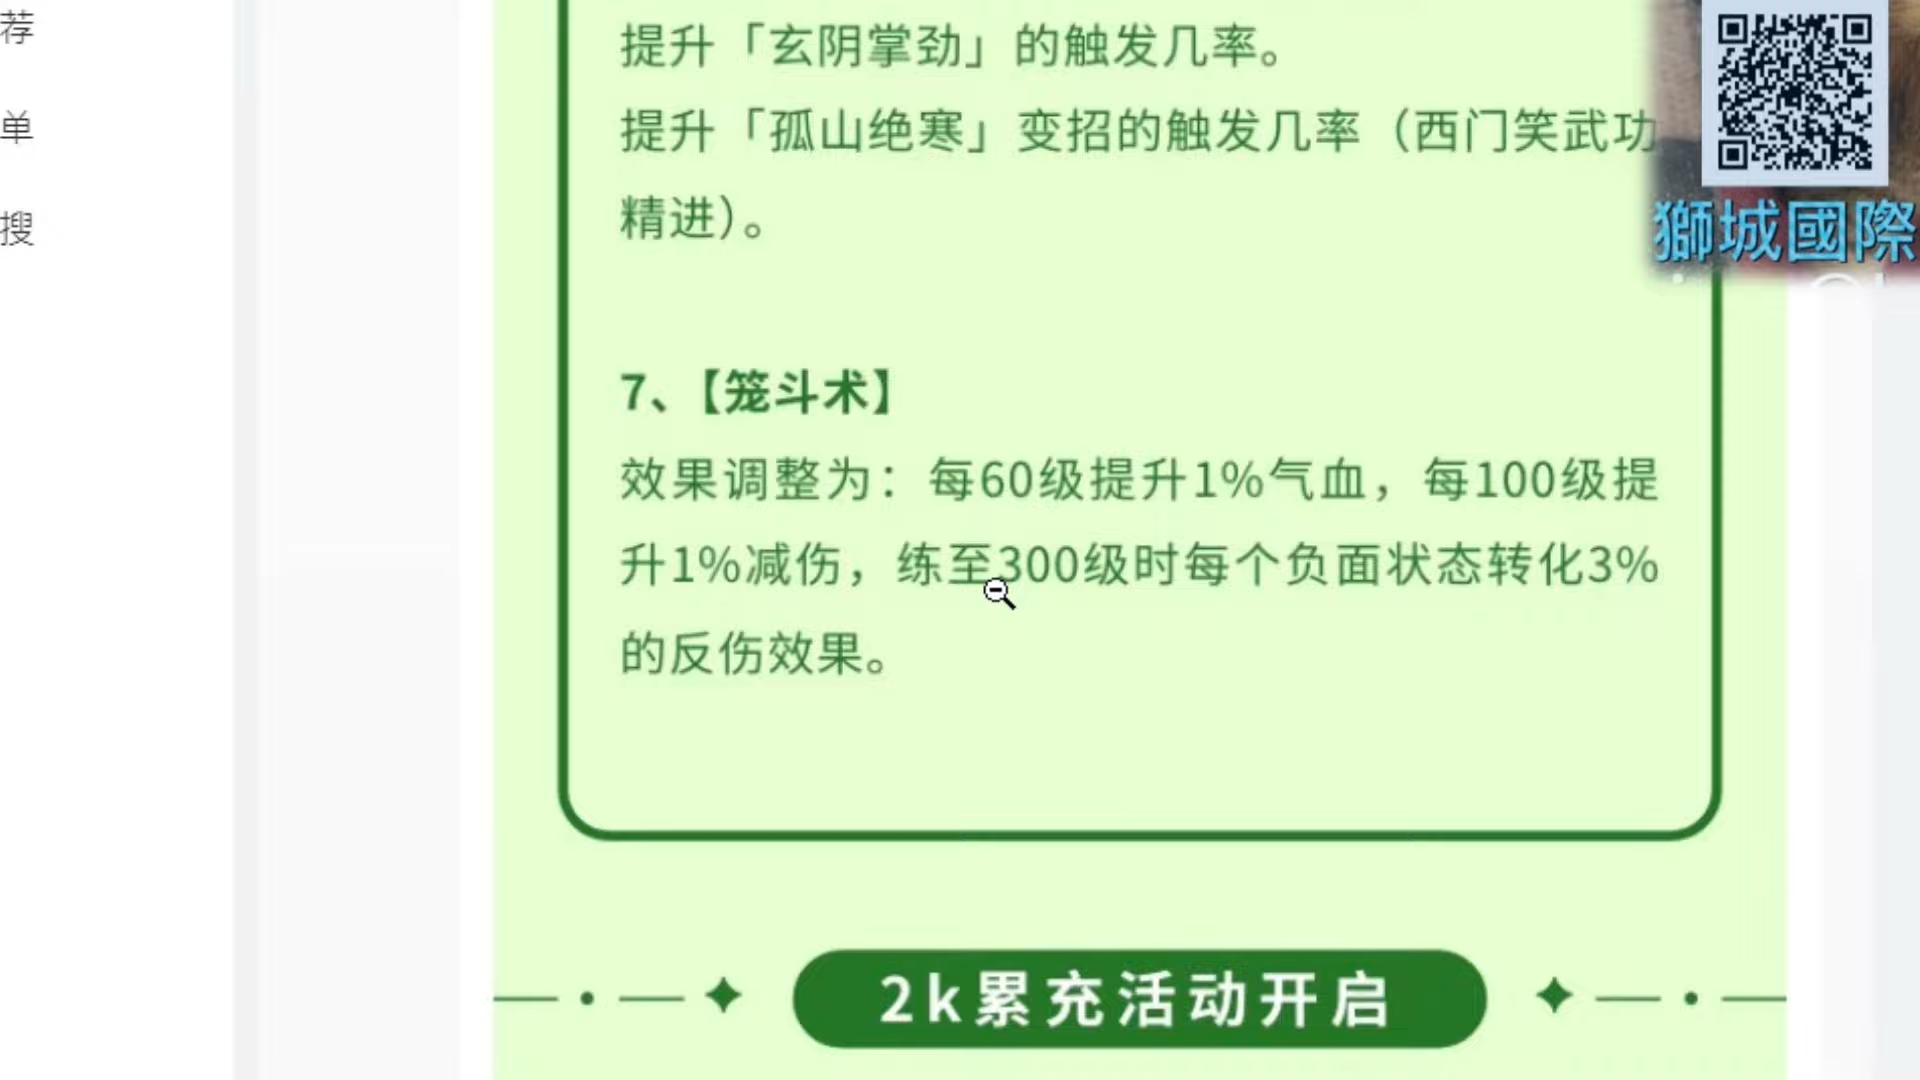 荐
单
搜
提升「玄阴掌劲」的触发几率。
提升「孤山绝寒」变招的触发几率（西门笑武功
精进）。
7、【笼斗术】
效果调整为：每60级提升1%气血，每100级提
升1%减伤，练至300级时每个负面状态转化3%
的反伤效果。
2k累充活动开启
獅城國際